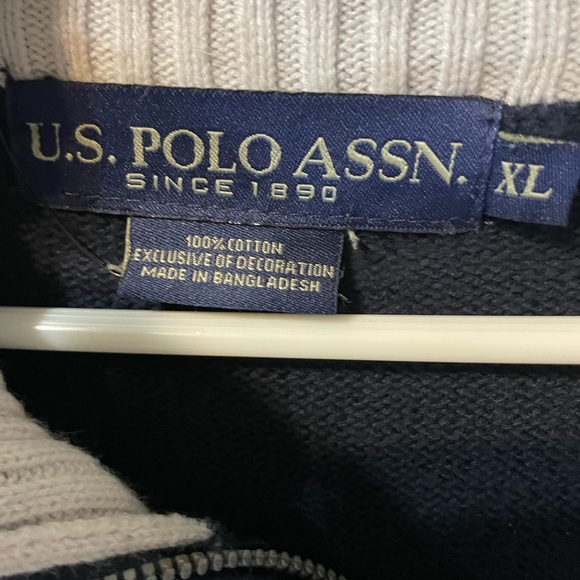 U.S. POLO ASSN.
SINCE 1890
XL
100% COTTON
EXCLUSIVE OF DECORATION
MADE IN BANGLADESH